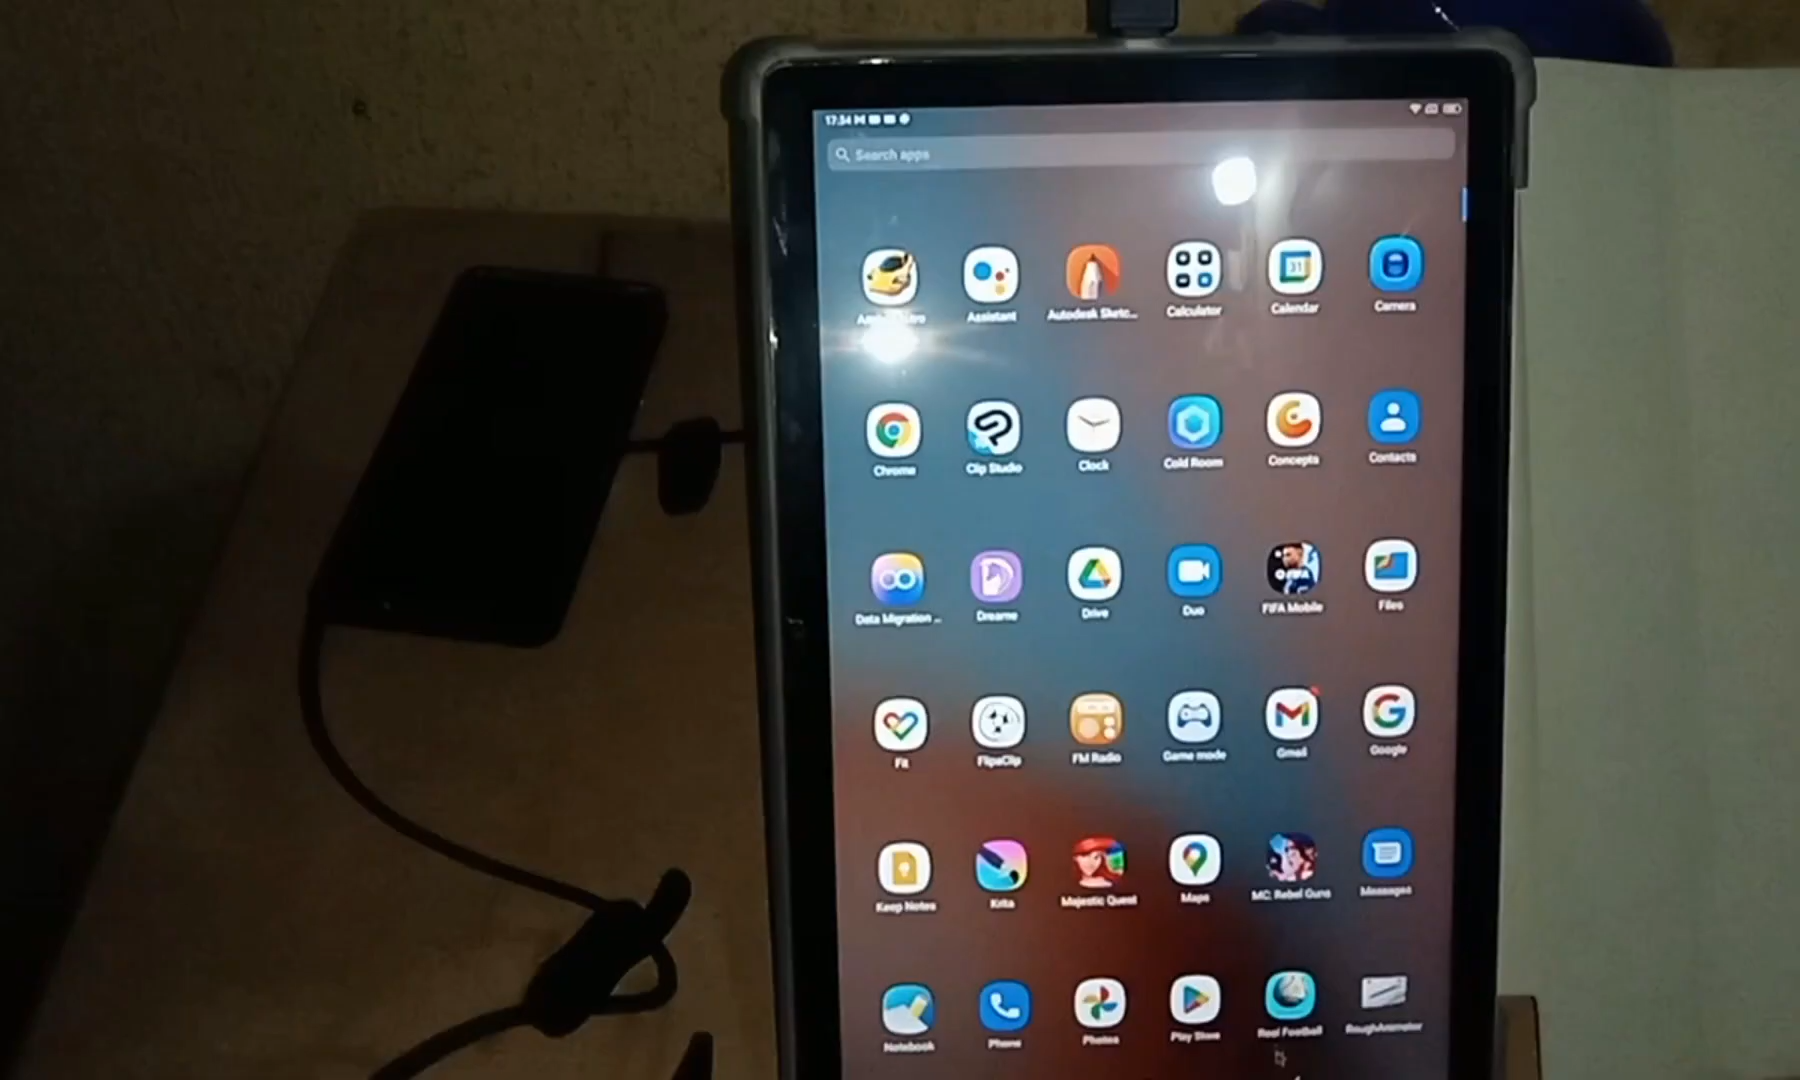 17:34
Search apps
Assistant
Autodesk Sketc...
Calculator
31
Calendar
Camera
Chrome
Clip Studio
Clock
Cold Room
Concepts
Contacts
Data Migration ...
Dreame
Drive
Duo
FIFA Mobile
Files
Fit
FlipaClip
FM Radio
Game mode
Gmail
Google
Keep Notes
Krita
Majestic Quest
Maps
MC: Rebel Guns
Messages
Notebook
Phone
Photos
Play Store
Real Football
RoughAnimator